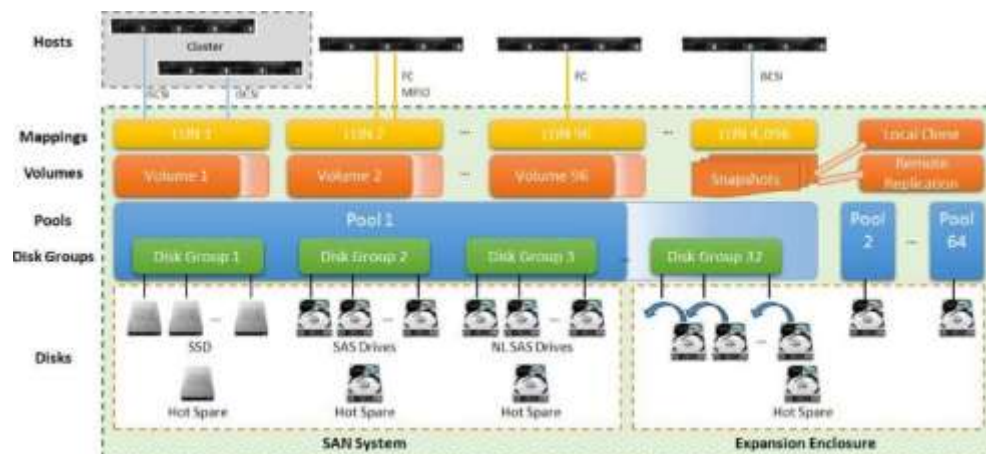 Hosts
Cluster
iSCSI
iSCSI
FC
MPIO
FC
iSCSI
Mappings
LUN 1
LUN 2
...
LUN 96
...
LUN 4,096
Local Clone
Volumes
Volume 1
Volume 2
...
Volume 96
Snapshots
Remote
Replication
Pools
Pool 1
Pool
2
...
Pool
64
Disk Groups
Disk Group 1
Disk Group 2
Disk Group 3
...
Disk Group 32
Disks
...
SSD
...
SAS Drives
...
NL SAS Drives
...
Hot Spare
Hot Spare
Hot Spare
Hot Spare
SAN System
Expansion Enclosure